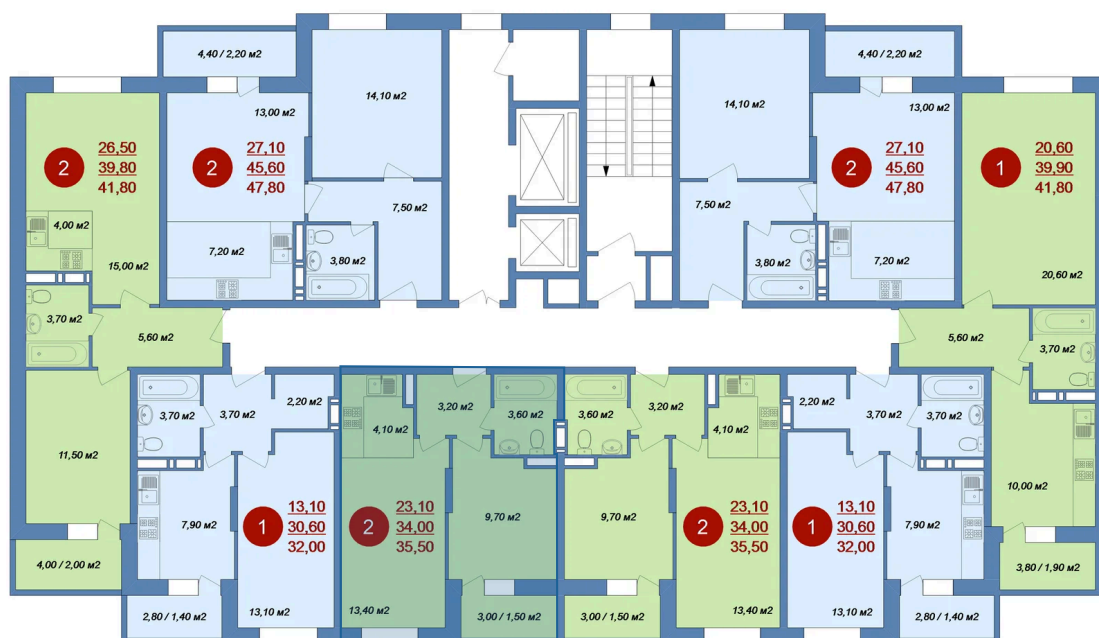 4,40 / 2,20 м2
14,10 м2
14,10 м2
4,40 / 2,20 м2
13,00 м2
13,00 м2
2
26,50
39,80
41,80
2
27,10
45,60
47,80
2
27,10
45,60
47,80
1
20,60
39,90
41,80
4,00 м2
7,50 м2
7,50 м2
7,20 м2
3,80 м2
3,80 м2
7,20 м2
15,00 м2
20,60 м2
3,70 м2
5,60 м2
5,60 м2
3,70 м2
3,70 м2
3,70 м2
2,20 м2
3,20 м2
3,60 м2
3,60 м2
3,20 м2
2,20 м2
3,70 м2
3,70 м2
4,10 м2
4,10 м2
11,50 м2
10,00 м2
7,90 м2
1
13,10
30,60
32,00
2
23,10
34,00
35,50
9,70 м2
9,70 м2
2
23,10
34,00
35,50
1
13,10
30,60
32,00
7,90 м2
4,00 / 2,00 м2
3,80 / 1,90 м2
2,80 / 1,40 м2
13,10 м2
13,40 м2
3,00 / 1,50 м2
3,00 / 1,50 м2
13,40 м2
13,10 м2
2,80 / 1,40 м2